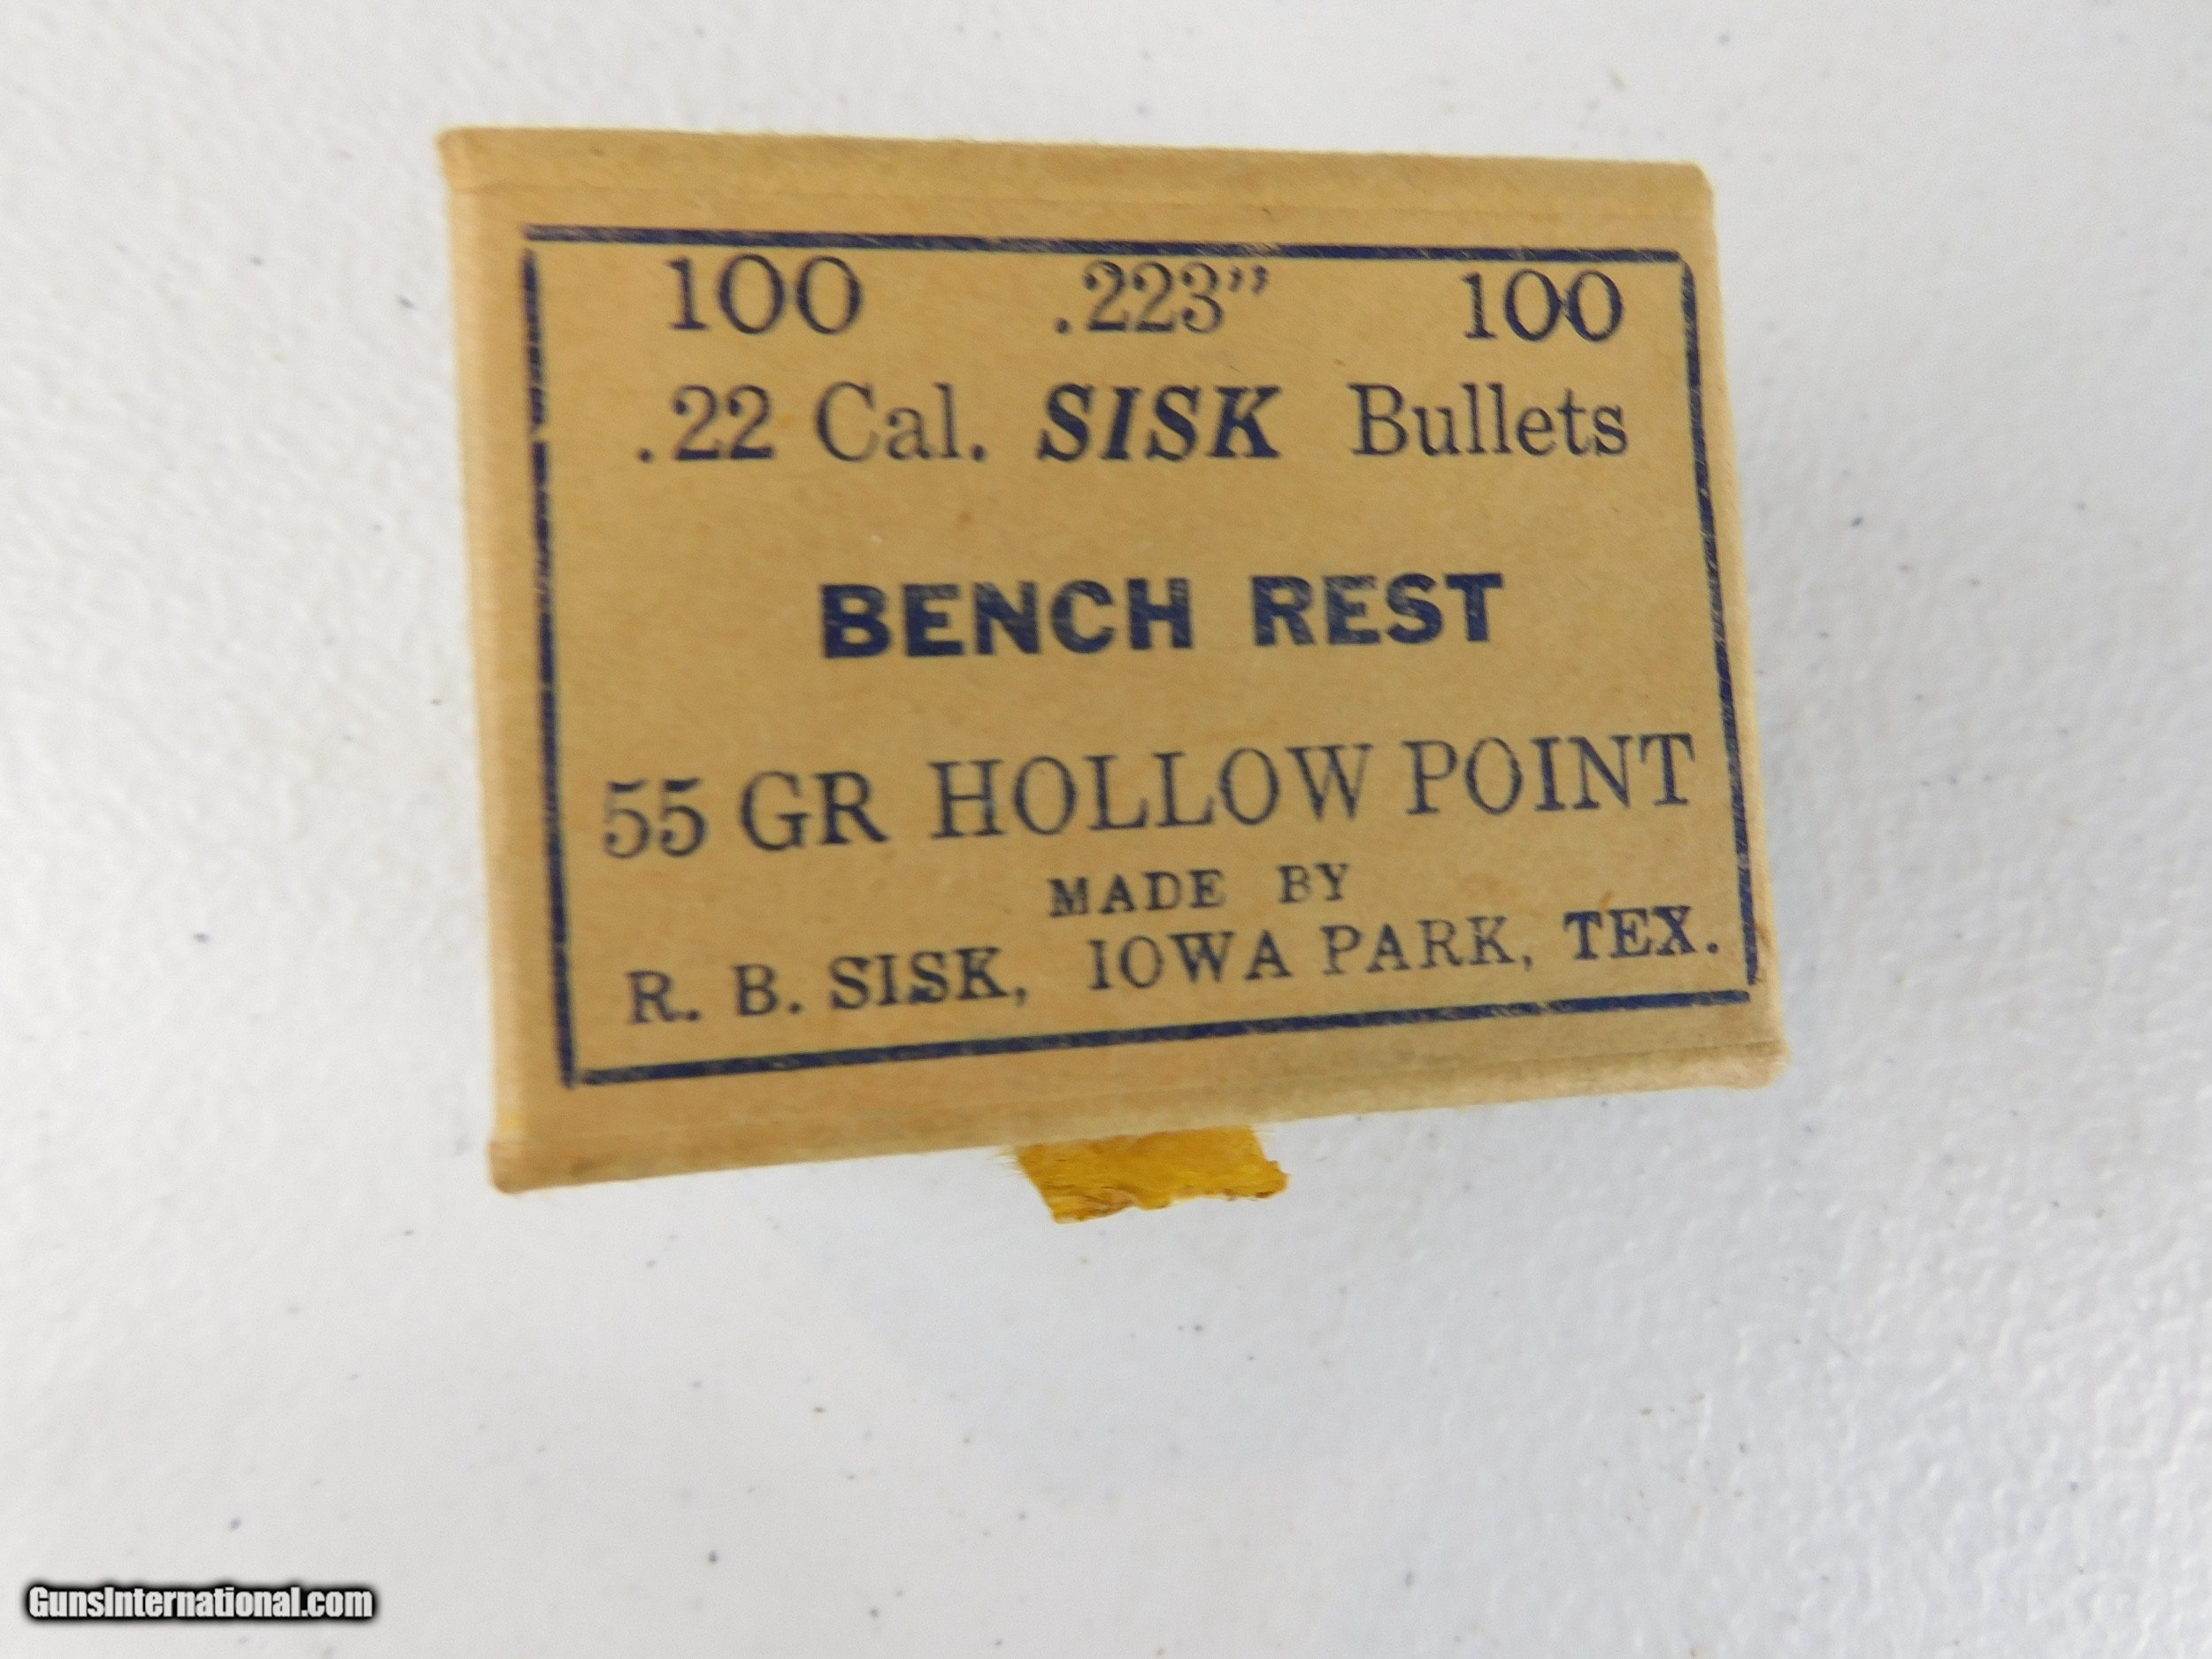 100 .223" 100
.22 Cal. SISK Bullets
BENCH REST
55 GR HOLLOW POINT
MADE BY
R. B. SISK, IOWA PARK, TEX.
GunsInternational.com